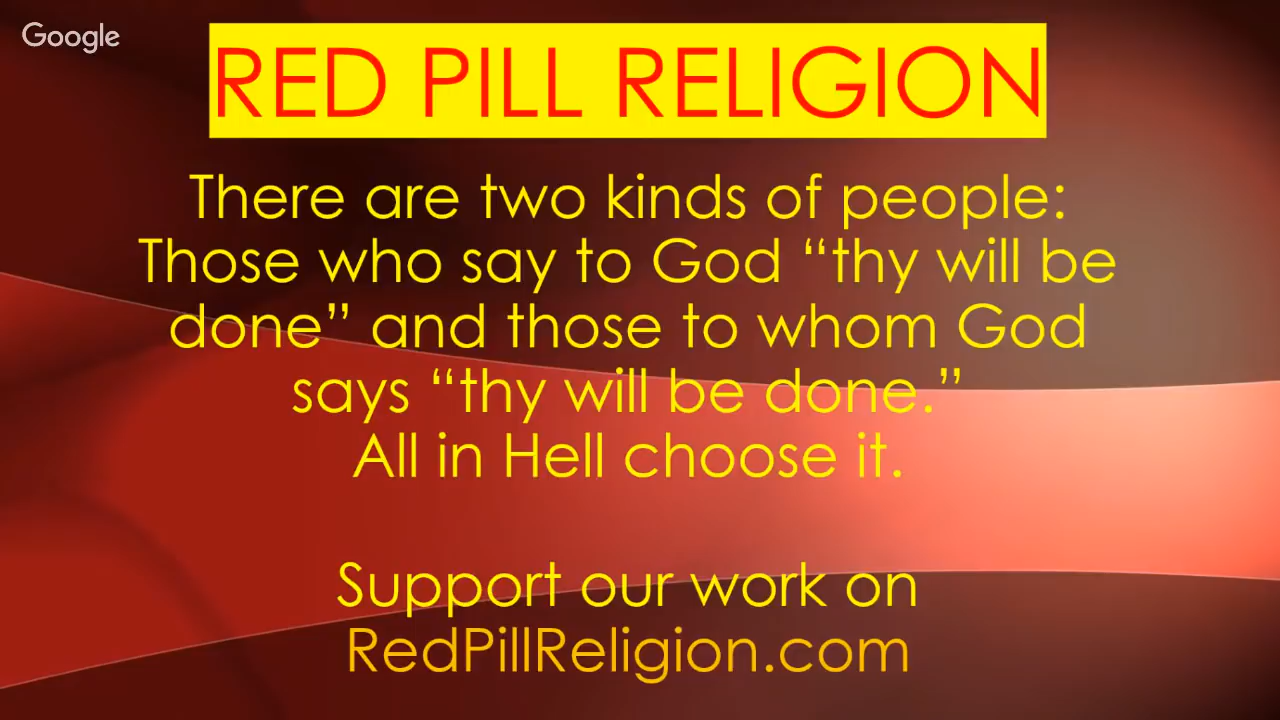 Google
RED PILL RELIGION
There are two kinds of people:
Those who say to God “thy will be
done” and those to whom God
says “thy will be done.”
All in Hell choose it.
Support our work on
RedPillReligion.com